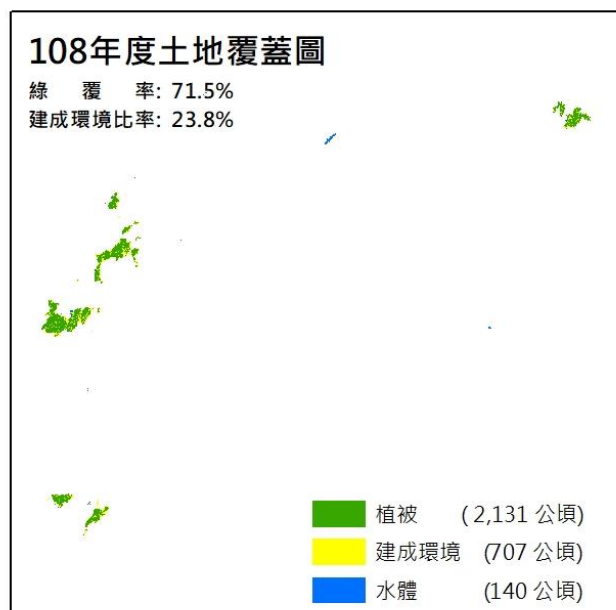 108年度土地覆蓋圖
綠覆率: 71.5%
建成環境比率: 23.8%
植被 ( 2,131 公頃)
建成環境 (707 公頃)
水體 (140 公頃)